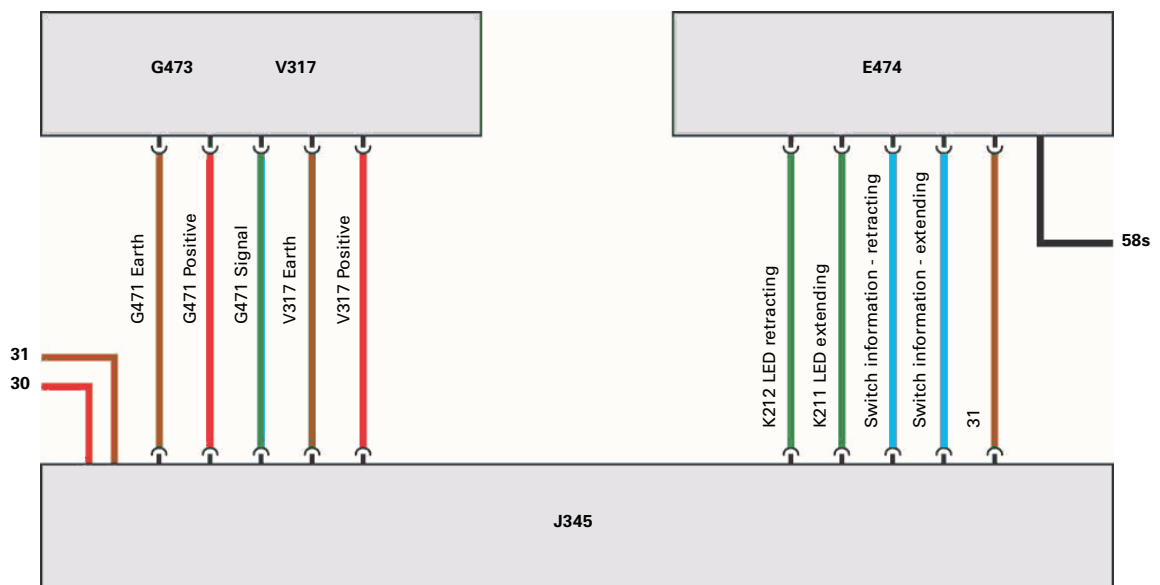 G473 V317
E474
G471 Earth
G471 Positive
G471 Signal
V317 Earth
V317 Positive
K212 LED retracting
K211 LED extending
Switch information - retracting
Switch information - extending
31
58s
31
30
J345